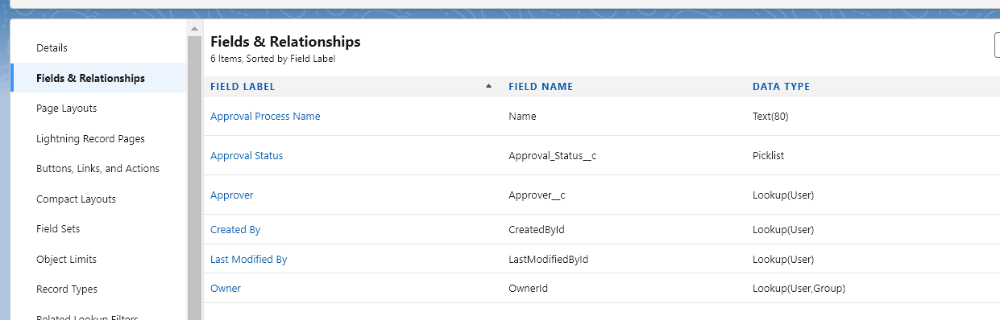 Details
Fields & Relationships
Page Layouts
Lightning Record Pages
Buttons, Links, and Actions
Compact Layouts
Field Sets
Object Limits
Record Types
Related Lookup Filters
Fields & Relationships
6 Items, Sorted by Field Label
FIELD LABEL FIELD NAME DATA TYPE
Approval Process Name Name Text(80)
Approval Status Approval_Status__c Picklist
Approver Approver__c Lookup(User)
Created By CreatedById Lookup(User)
Last Modified By LastModifiedById Lookup(User)
Owner OwnerId Lookup(User,Group)